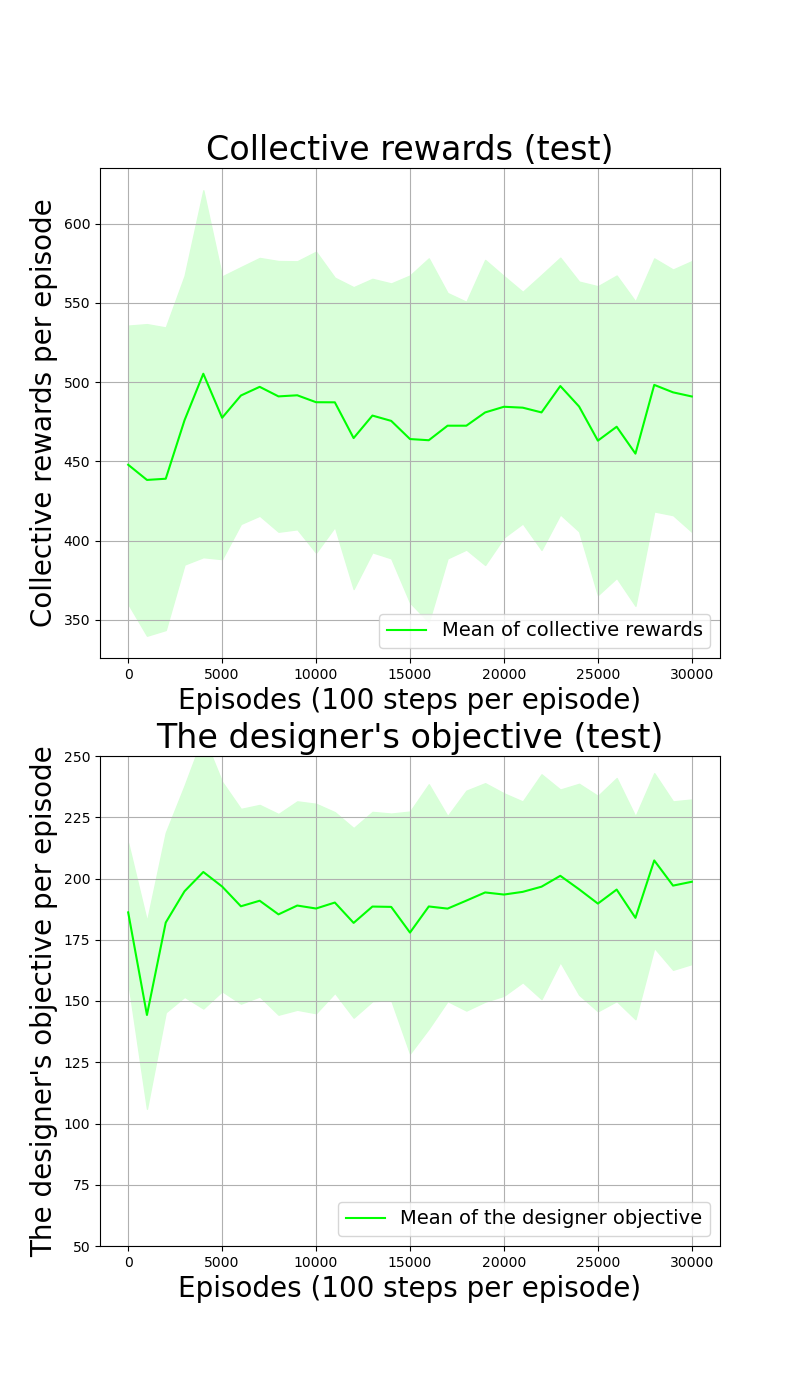 Collective rewards (test)
Collective rewards per episode
600
550
500
450
400
350
Mean of collective rewards
0 5000 10000 15000 20000 25000 30000
Episodes (100 steps per episode)
The designer's objective (test)
The designer's objective per episode
250
225
200
175
150
125
100
75
50
Mean of the designer objective
0 5000 10000 15000 20000 25000 30000
Episodes (100 steps per episode)